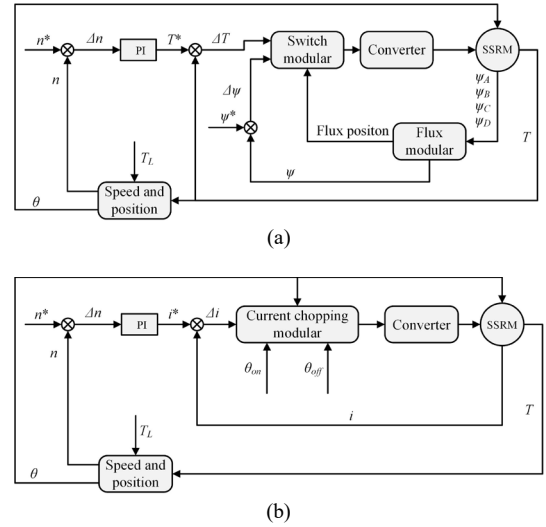 n*
Δn
PI
T*
ΔT
Switch
modular
Converter
SSRM
n
Δψ
ψ*
ψA
ψB
ψC
ψD
Flux positon
Flux
modular
T
TL
ψ
Speed and
position
θ
(a)
n*
Δn
PI
i*
Δi
Current chopping
modular
Converter
SSRM
n
θon
θoff
T
i
TL
Speed and
position
θ
(b)